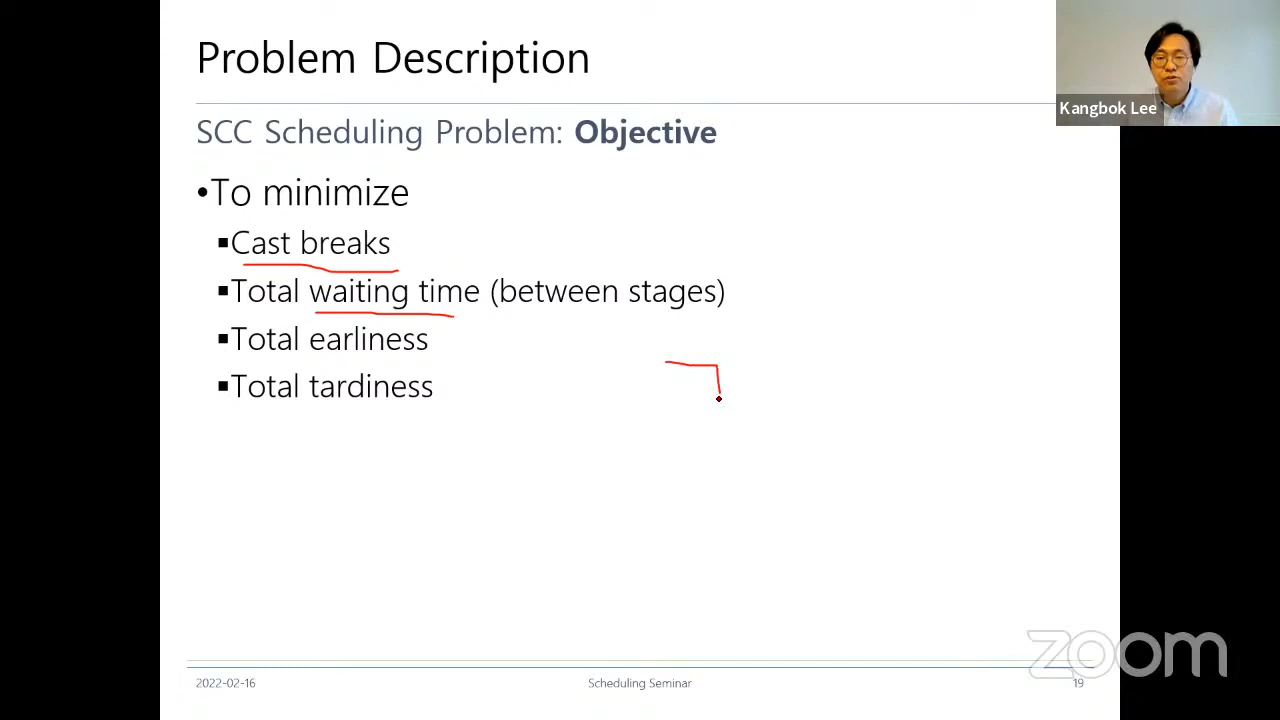 Problem Description
SCC Scheduling Problem: Objective
•To minimize
▪Cast breaks
▪Total waiting time (between stages)
▪Total earliness
▪Total tardiness
Kangbok Lee
zoom
2022-02-16
Scheduling Seminar
19